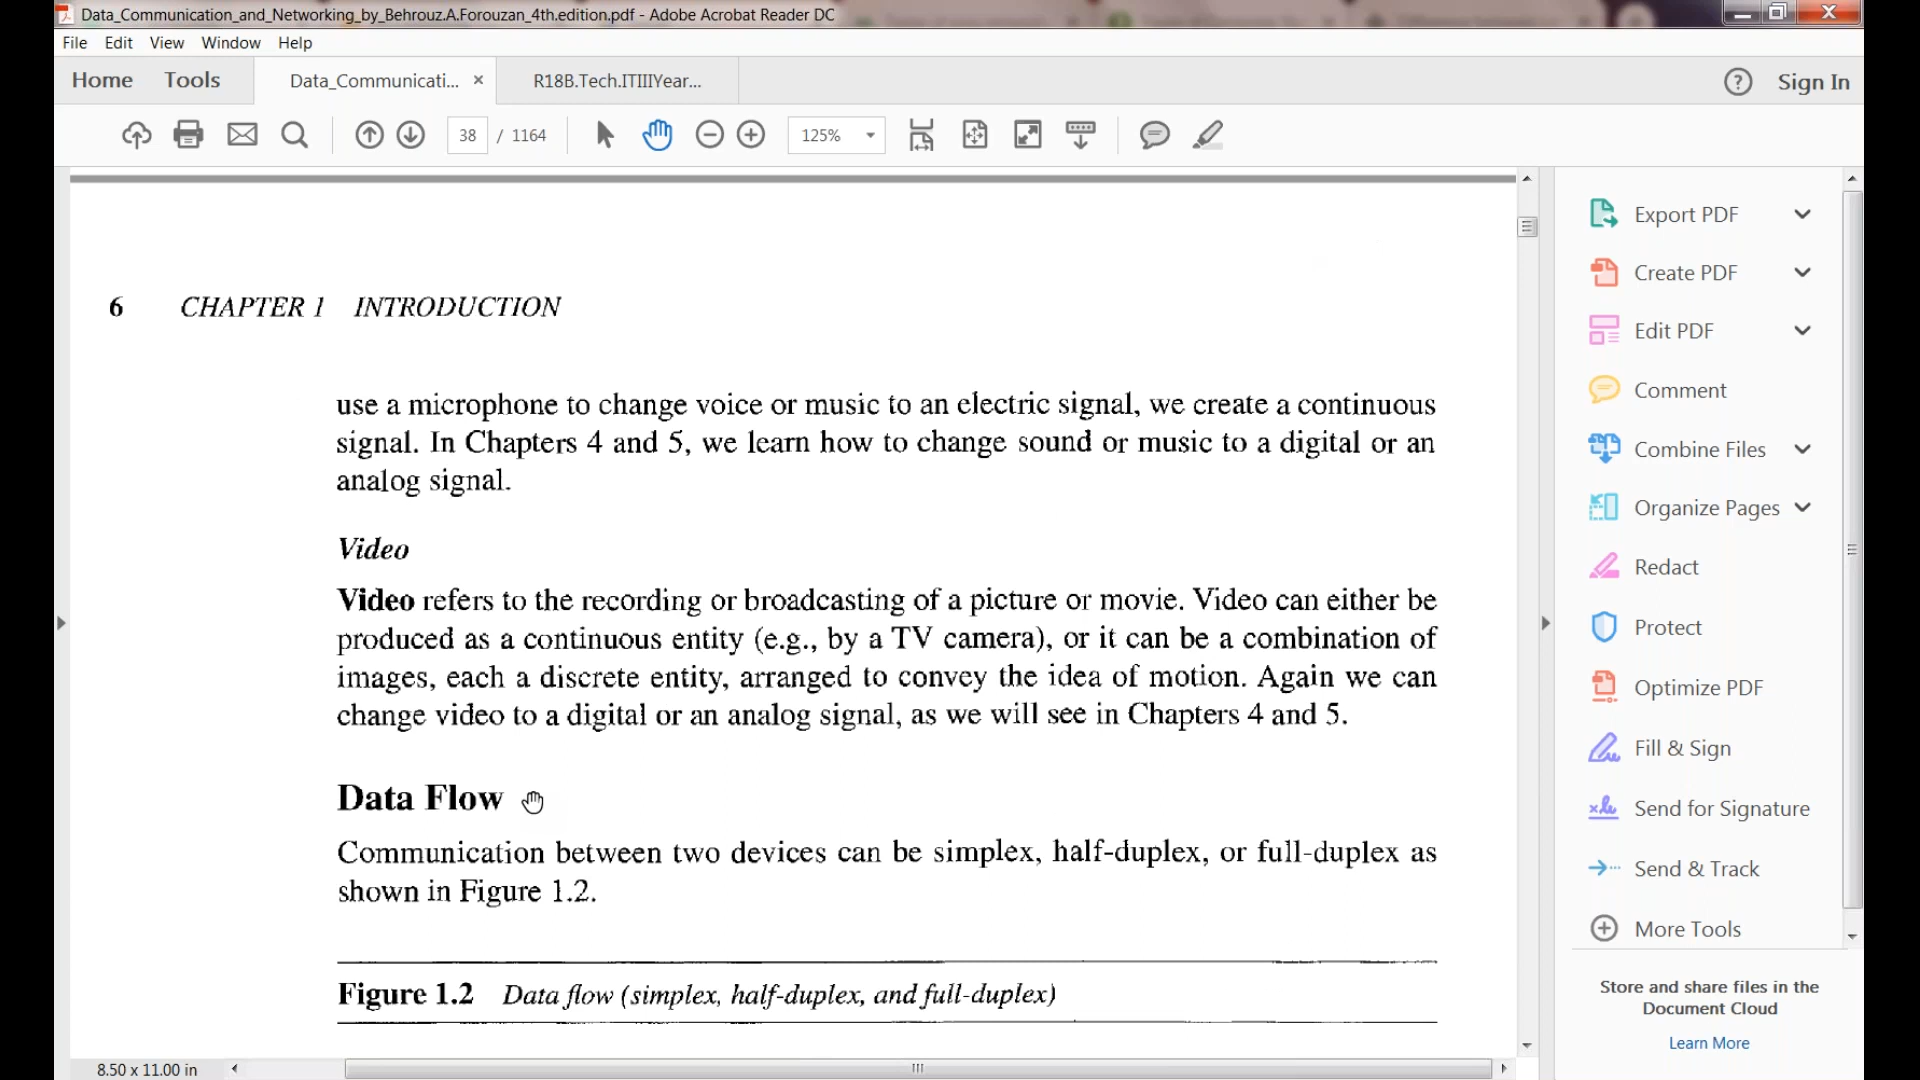 Data_Communication_and_Networking_by_Behrouz.A.Forouzan_4th.edition.pdf - Adobe Acrobat Reader DC
File Edit View Window Help
Home Tools Data_Communicati... × R18B.Tech.ITIIIYear... ? Sign In
38 / 1164 125%
6 CHAPTER 1 INTRODUCTION
use a microphone to change voice or music to an electric signal, we create a continuous
signal. In Chapters 4 and 5, we learn how to change sound or music to a digital or an
analog signal.
Video
Video refers to the recording or broadcasting of a picture or movie. Video can either be
produced as a continuous entity (e.g., by a TV camera), or it can be a combination of
images, each a discrete entity, arranged to convey the idea of motion. Again we can
change video to a digital or an analog signal, as we will see in Chapters 4 and 5.
Data Flow
Communication between two devices can be simplex, half-duplex, or full-duplex as
shown in Figure 1.2.
Figure 1.2 Data flow (simplex, half-duplex, and full-duplex)
8.50 x 11.00 in
Export PDF
Create PDF
Edit PDF
Comment
Combine Files
Organize Pages
Redact
Protect
Optimize PDF
Fill & Sign
Send for Signature
Send & Track
More Tools
Store and share files in the
Document Cloud
Learn More